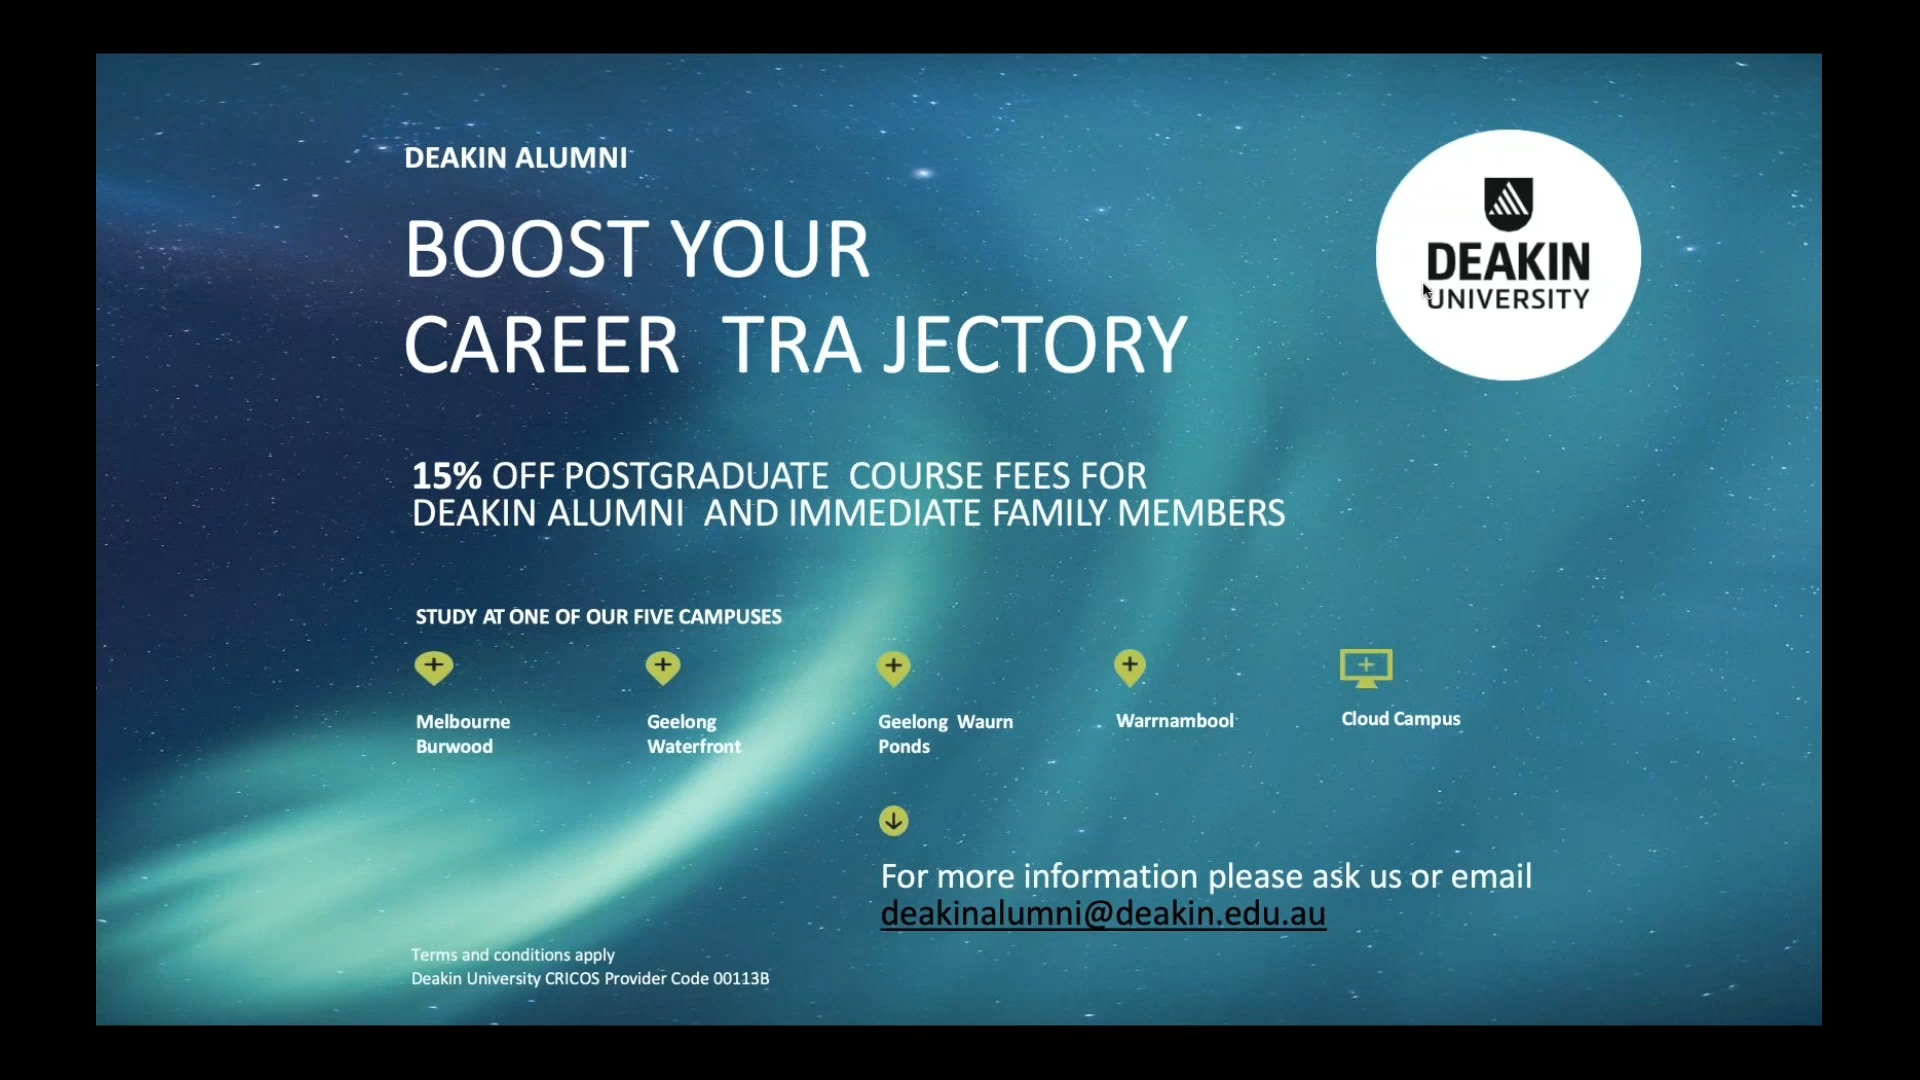 DEAKIN ALUMNI
BOOST YOUR
CAREER TRA JECTORY
DEAKIN
UNIVERSITY
15% OFF POSTGRADUATE COURSE FEES FOR
DEAKIN ALUMNI AND IMMEDIATE FAMILY MEMBERS
STUDY AT ONE OF OUR FIVE CAMPUSES
Melbourne
Burwood
Geelong
Waterfront
Geelong Waurn
Ponds
Warrnambool
Cloud Campus
For more information please ask us or email
deakinalumni@deakin.edu.au
Terms and conditions apply
Deakin University CRICOS Provider Code 00113B